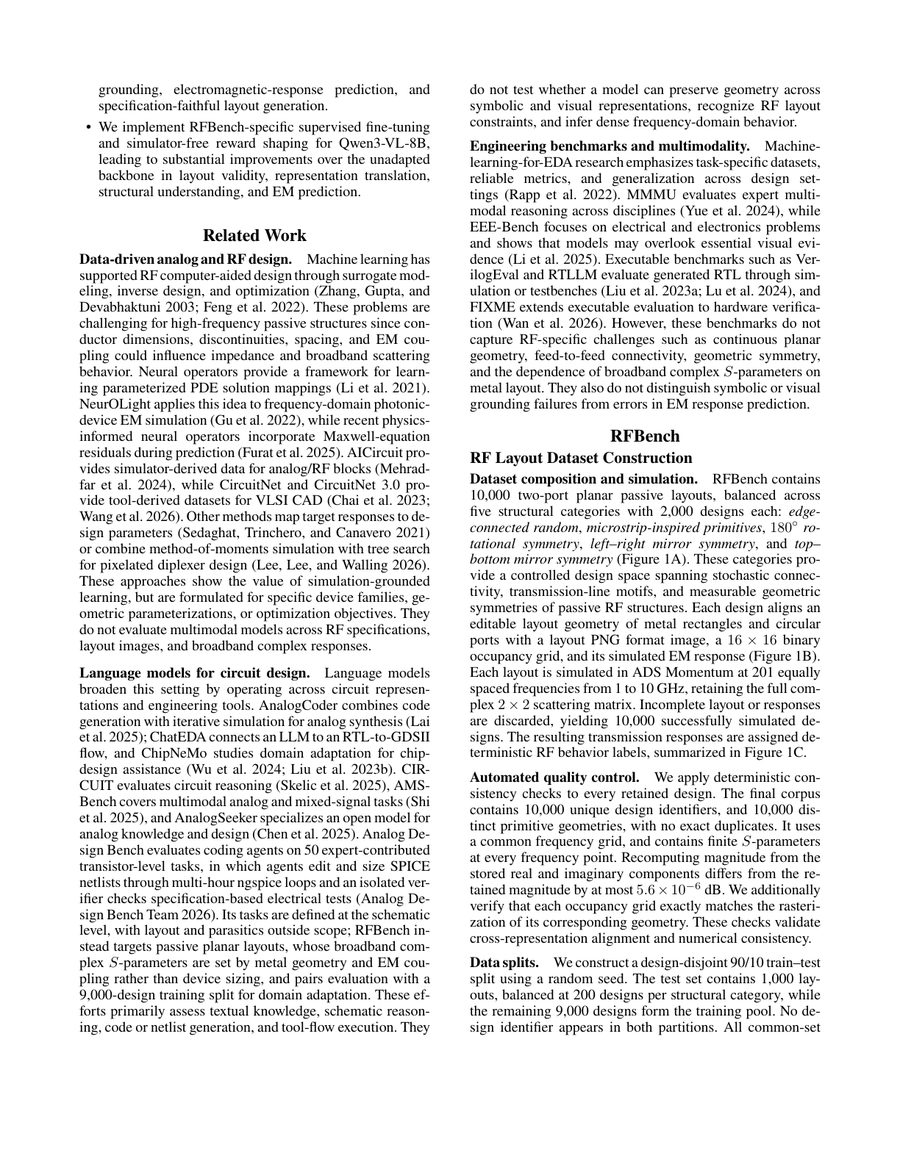 grounding, electromagnetic-response prediction, and
specification-faithful layout generation.
• We implement RFBench-specific supervised fine-tuning
and simulator-free reward shaping for Qwen3-VL-8B,
leading to substantial improvements over the unadapted
backbone in layout validity, representation translation,
structural understanding, and EM prediction.
Related Work
Data-driven analog and RF design. Machine learning has
supported RF computer-aided design through surrogate mod-
eling, inverse design, and optimization (Zhang, Gupta, and
Devabhaktuni 2003; Feng et al. 2022). These problems are
challenging for high-frequency passive structures since con-
ductor dimensions, discontinuities, spacing, and EM cou-
pling could influence impedance and broadband scattering
behavior. Neural operators provide a framework for learn-
ing parameterized PDE solution mappings (Li et al. 2021).
NeurOLight applies this idea to frequency-domain photonic-
device EM simulation (Gu et al. 2022), while recent physics-
informed neural operators incorporate Maxwell-equation
residuals during prediction (Furat et al. 2025). AICircuit pro-
vides simulator-derived data for analog/RF blocks (Mehrad-
far et al. 2024), while CircuitNet and CircuitNet 3.0 pro-
vide tool-derived datasets for VLSI CAD (Chai et al. 2023;
Wang et al. 2026). Other methods map target responses to de-
sign parameters (Sedaghat, Trinchero, and Canavero 2021)
or combine method-of-moments simulation with tree search
for pixelated diplexer design (Lee, Lee, and Walling 2026).
These approaches show the value of simulation-grounded
learning, but are formulated for specific device families, ge-
ometric parameterizations, or optimization objectives. They
do not evaluate multimodal models across RF specifications,
layout images, and broadband complex responses.
Language models for circuit design. Language models
broaden this setting by operating across circuit represen-
tations and engineering tools. AnalogCoder combines code
generation with iterative simulation for analog synthesis (Lai
et al. 2025); ChatEDA connects an LLM to an RTL-to-GDSII
flow, and ChipNeMo studies domain adaptation for chip-
design assistance (Wu et al. 2024; Liu et al. 2023b). CIR-
CUIT evaluates circuit reasoning (Skelic et al. 2025), AMS-
Bench covers multimodal analog and mixed-signal tasks (Shi
et al. 2025), and AnalogSeeker specializes an open model for
analog knowledge and design (Chen et al. 2025). Analog De-
sign Bench evaluates coding agents on 50 expert-contributed
transistor-level tasks, in which agents edit and size SPICE
netlists through multi-hour ngspice loops and an isolated ver-
ifier checks specification-based electrical tests (Analog De-
sign Bench Team 2026). Its tasks are defined at the schematic
level, with layout and parasitics outside scope; RFBench in-
stead targets passive planar layouts, whose broadband com-
plex S-parameters are set by metal geometry and EM cou-
pling rather than device sizing, and pairs evaluation with a
9,000-design training split for domain adaptation. These ef-
forts primarily assess textual knowledge, schematic reason-
ing, code or netlist generation, and tool-flow execution. They
do not test whether a model can preserve geometry across
symbolic and visual representations, recognize RF layout
constraints, and infer dense frequency-domain behavior.
Engineering benchmarks and multimodality. Machine-
learning-for-EDA research emphasizes task-specific datasets,
reliable metrics, and generalization across design set-
tings (Rapp et al. 2022). MMMU evaluates expert multi-
modal reasoning across disciplines (Yue et al. 2024), while
EEE-Bench focuses on electrical and electronics problems
and shows that models may overlook essential visual evi-
dence (Li et al. 2025). Executable benchmarks such as Ver-
ilogEval and RTLLM evaluate generated RTL through sim-
ulation or testbenches (Liu et al. 2023a; Lu et al. 2024), and
FIXME extends executable evaluation to hardware verifica-
tion (Wan et al. 2026). However, these benchmarks do not
capture RF-specific challenges such as continuous planar
geometry, feed-to-feed connectivity, geometric symmetry,
and the dependence of broadband complex S-parameters on
metal layout. They also do not distinguish symbolic or visual
grounding failures from errors in EM response prediction.
RFBench
RF Layout Dataset Construction
Dataset composition and simulation. RFBench contains
10,000 two-port planar passive layouts, balanced across
five structural categories with 2,000 designs each: edge-
connected random, microstrip-inspired primitives, 180° ro-
tational symmetry, left–right mirror symmetry, and top–
bottom mirror symmetry (Figure 1A). These categories pro-
vide a controlled design space spanning stochastic connec-
tivity, transmission-line motifs, and measurable geometric
symmetries of passive RF structures. Each design aligns an
editable layout geometry of metal rectangles and circular
ports with a layout PNG format image, a 16 × 16 binary
occupancy grid, and its simulated EM response (Figure 1B).
Each layout is simulated in ADS Momentum at 201 equally
spaced frequencies from 1 to 10 GHz, retaining the full com-
plex 2 × 2 scattering matrix. Incomplete layout or responses
are discarded, yielding 10,000 successfully simulated de-
signs. The resulting transmission responses are assigned de-
terministic RF behavior labels, summarized in Figure 1C.
Automated quality control. We apply deterministic con-
sistency checks to every retained design. The final corpus
contains 10,000 unique design identifiers, and 10,000 dis-
tinct primitive geometries, with no exact duplicates. It uses
a common frequency grid, and contains finite S-parameters
at every frequency point. Recomputing magnitude from the
stored real and imaginary components differs from the re-
tained magnitude by at most 5.6 × 10⁻⁶ dB. We additionally
verify that each occupancy grid exactly matches the rasteri-
zation of its corresponding geometry. These checks validate
cross-representation alignment and numerical consistency.
Data splits. We construct a design-disjoint 90/10 train–test
split using a random seed. The test set contains 1,000 lay-
outs, balanced at 200 designs per structural category, while
the remaining 9,000 designs form the training pool. No de-
sign identifier appears in both partitions. All common-set